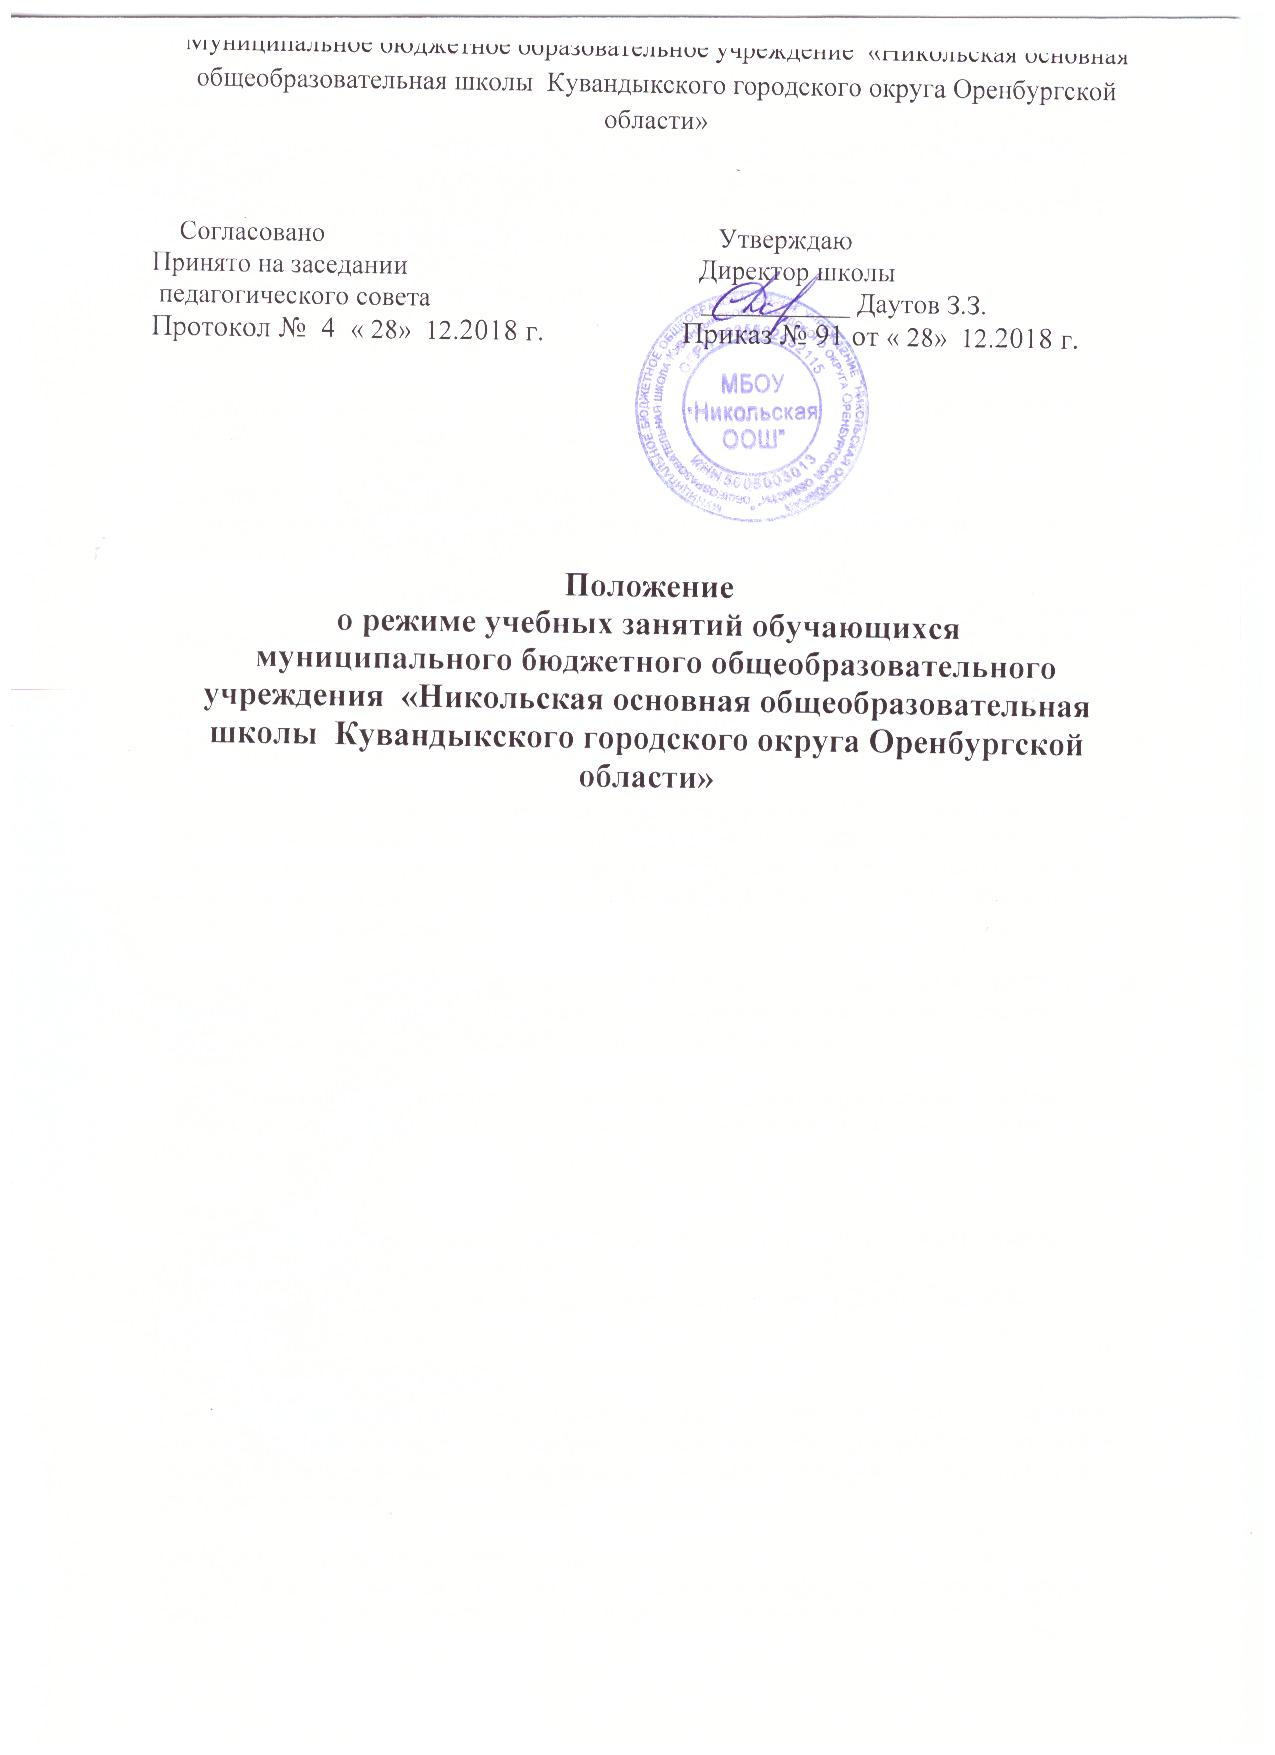 Муниципальное бюджетное образовательное учреждение «Никольская основная
общеобразовательная школы Кувандыкского городского округа Оренбургской
области»
Согласовано
Принято на заседании
педагогического совета
Протокол № 4 « 28» 12.2018 г.
Утверждаю
Директор школы
____________ Даутов З.З.
Приказ № 91 от « 28» 12.2018 г.
МБОУ
"Никольская
ООШ"
ИНН 5605003013
Положение
о режиме учебных занятий обучающихся
муниципального бюджетного общеобразовательного
учреждения «Никольская основная общеобразовательная
школы Кувандыкского городского округа Оренбургской
области»